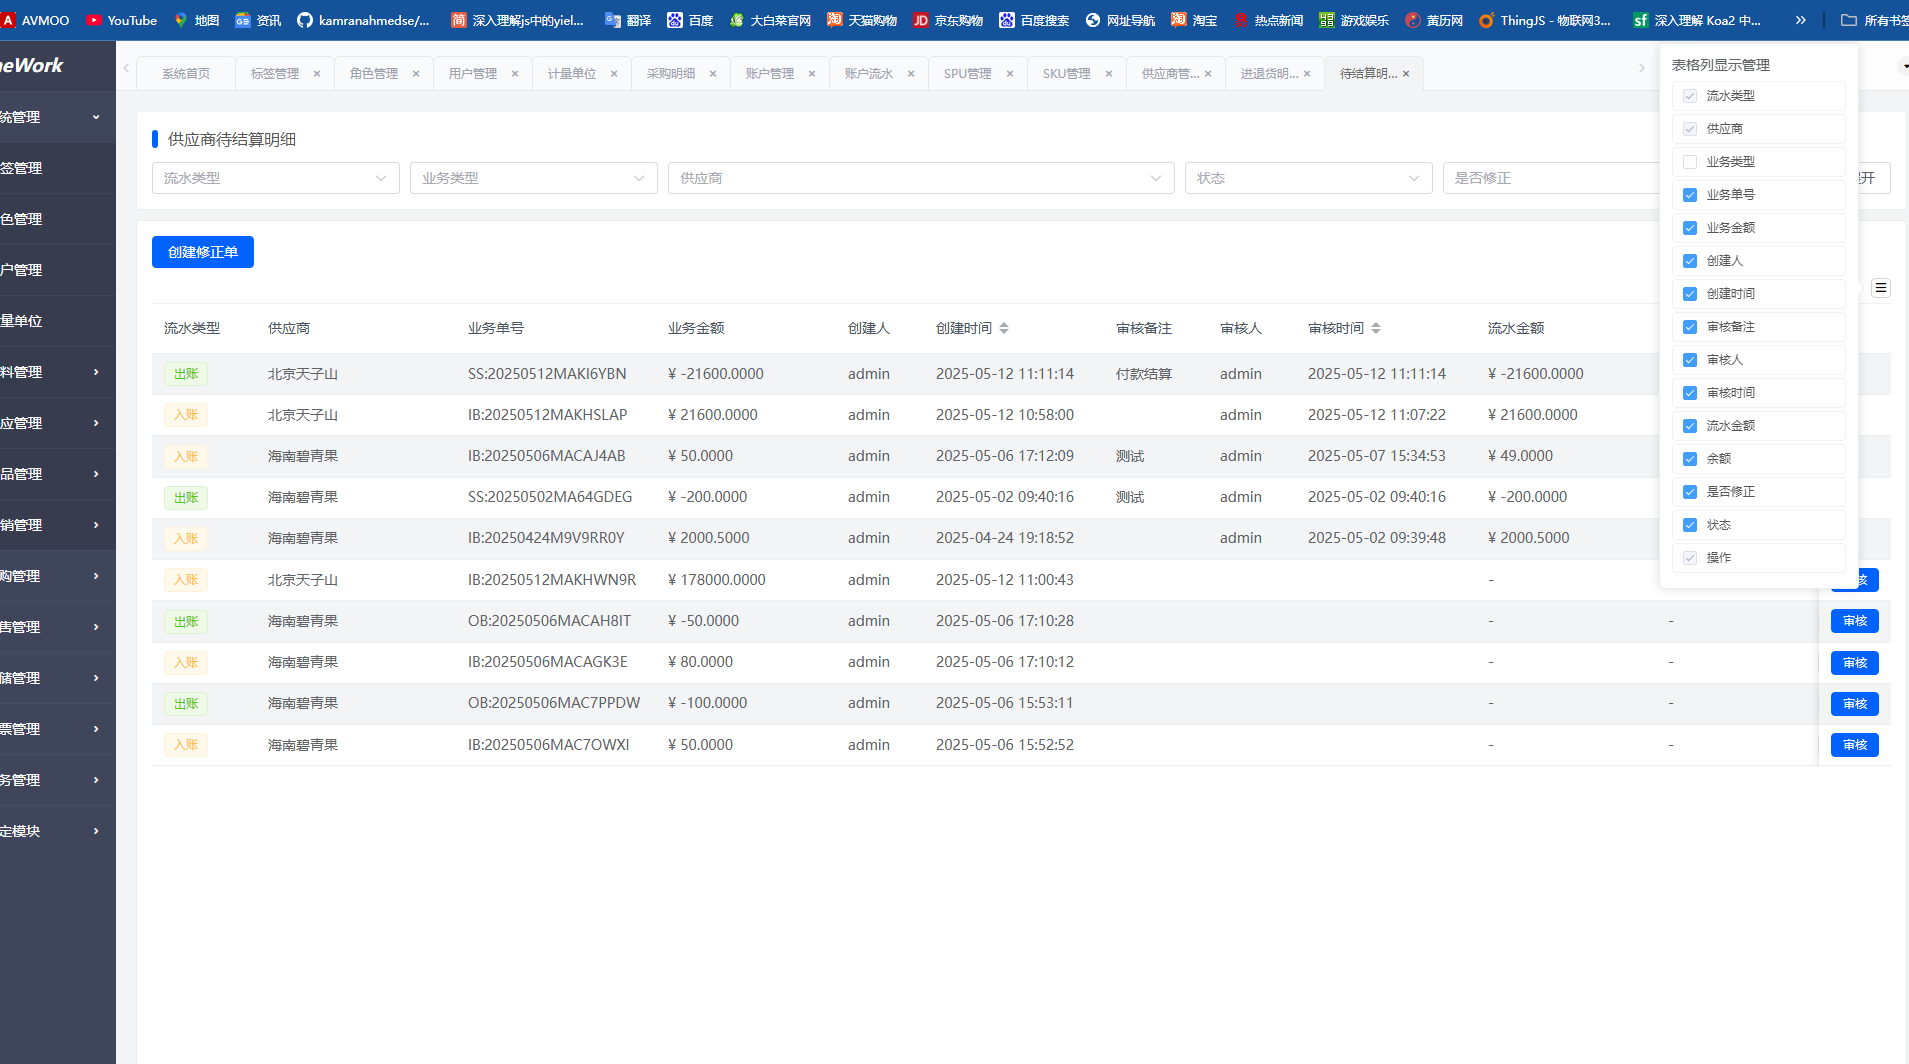 AVMOO YouTube 地图 资讯 kamranahmedse/... 深入理解js中的yiel... 翻译 百度 大白菜官网 天猫购物 京东购物 百度搜索 网址导航 淘宝 热点新闻 游戏娱乐 黄历网 ThingJS - 物联网3... 深入理解 Koa2 中... » 所有书签
eWork
系统首页 标签管理 × 角色管理 × 用户管理 × 计量单位 × 采购明细 × 账户管理 × 账户流水 × SPU管理 × SKU管理 × 供应商管... × 进退货明... × 待结算明... ×
统管理
签管理
色管理
户管理
量单位
料管理
应管理
品管理
销管理
购管理
售管理
储管理
票管理
务管理
定模块
供应商待结算明细
流水类型 业务类型 供应商 状态 是否修正 开
创建修正单
流水类型 供应商 业务单号 业务金额 创建人 创建时间 审核备注 审核人 审核时间 流水金额
出账 北京天子山 SS:20250512MAKI6YBN ¥ -21600.0000 admin 2025-05-12 11:11:14 付款结算 admin 2025-05-12 11:11:14 ¥ -21600.0000
入账 北京天子山 IB:20250512MAKHSLAP ¥ 21600.0000 admin 2025-05-12 10:58:00 admin 2025-05-12 11:07:22 ¥ 21600.0000
入账 海南碧青果 IB:20250506MACAJ4AB ¥ 50.0000 admin 2025-05-06 17:12:09 测试 admin 2025-05-07 15:34:53 ¥ 49.0000
出账 海南碧青果 SS:20250502MA64GDEG ¥ -200.0000 admin 2025-05-02 09:40:16 测试 admin 2025-05-02 09:40:16 ¥ -200.0000
入账 海南碧青果 IB:20250424M9V9RR0Y ¥ 2000.5000 admin 2025-04-24 19:18:52 admin 2025-05-02 09:39:48 ¥ 2000.5000
入账 北京天子山 IB:20250512MAKHWN9R ¥ 178000.0000 admin 2025-05-12 11:00:43 - 核
出账 海南碧青果 OB:20250506MACAH8IT ¥ -50.0000 admin 2025-05-06 17:10:28 - - 审核
入账 海南碧青果 IB:20250506MACAGK3E ¥ 80.0000 admin 2025-05-06 17:10:12 - - 审核
出账 海南碧青果 OB:20250506MAC7PPDW ¥ -100.0000 admin 2025-05-06 15:53:11 - - 审核
入账 海南碧青果 IB:20250506MAC7OWXI ¥ 50.0000 admin 2025-05-06 15:52:52 - - 审核
表格列显示管理
流水类型
供应商
业务类型
业务单号
业务金额
创建人
创建时间
审核备注
审核人
审核时间
流水金额
余额
是否修正
状态
操作